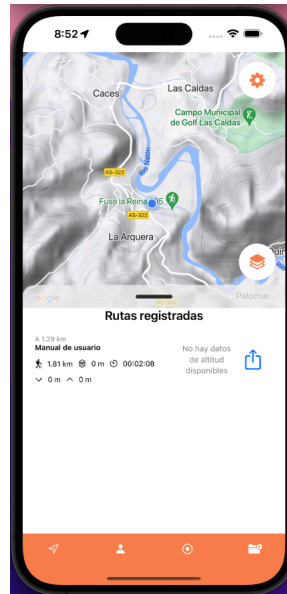 8:52
Caces
Las Caldas
Campo Municipal
de Golf Las Caldas
Río Nalón
AS-322
Fuso la Reina
AS-322
La Arquera
Google
Palomar
Rutas registradas
A 1.29 km
Manual de usuario
1.81 km 0 m 00:02:08
0 m 0 m
No hay datos
de altitud
disponibles